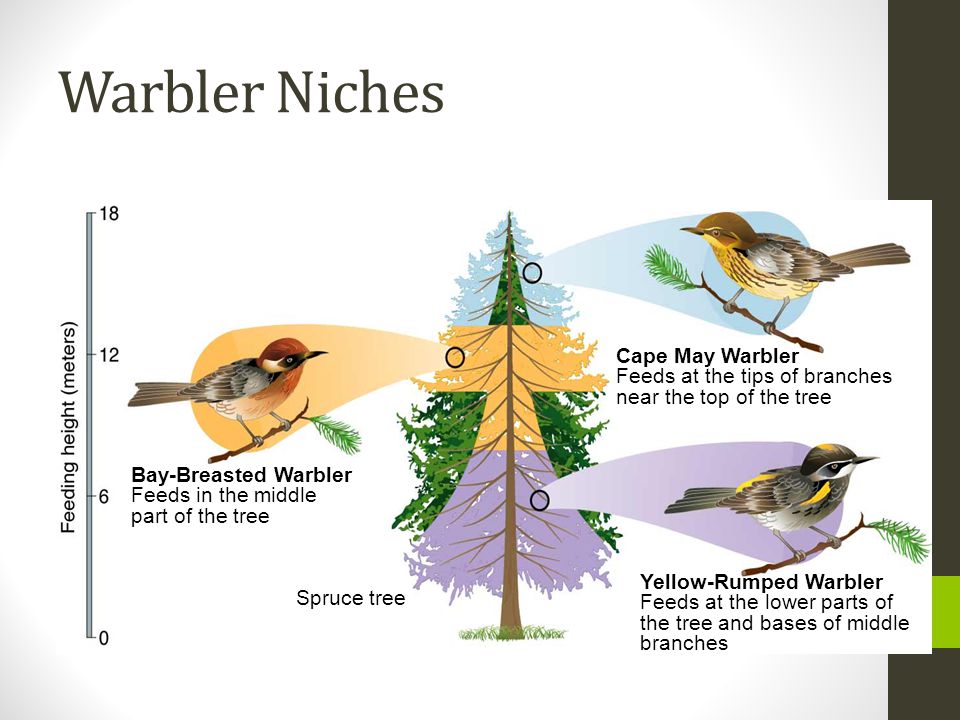 Warbler Niches
18
12
6
0
Feeding height (meters)
Cape May Warbler
Feeds at the tips of branches
near the top of the tree
Bay-Breasted Warbler
Feeds in the middle
part of the tree
Yellow-Rumped Warbler
Feeds at the lower parts of
the tree and bases of middle
branches
Spruce tree